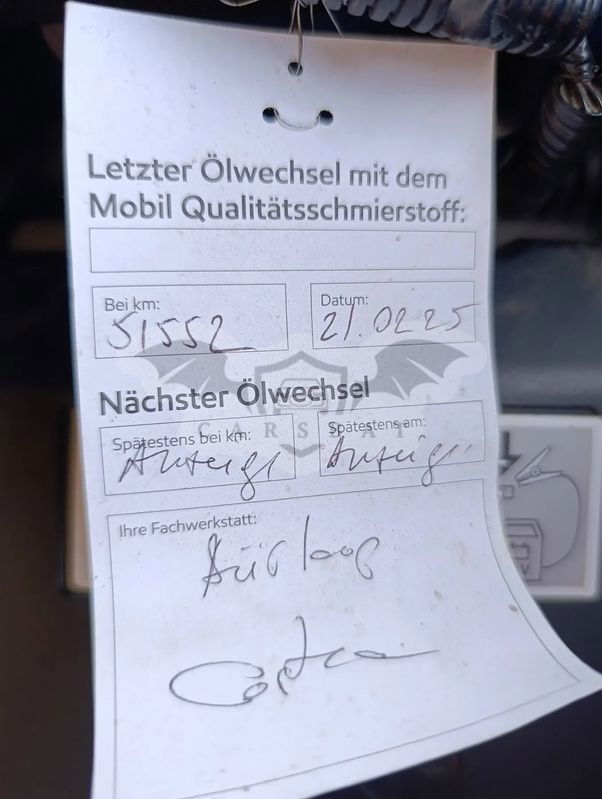 Letzter Ölwechsel mit dem
Mobil Qualitätsschmierstoff:
Bei km:
51552
Datum:
21.02.25
Nächster Ölwechsel
CARSBAT
Spätestens bei km:
Anzeige
Spätestens am:
Anzeige
Ihre Fachwerkstatt: